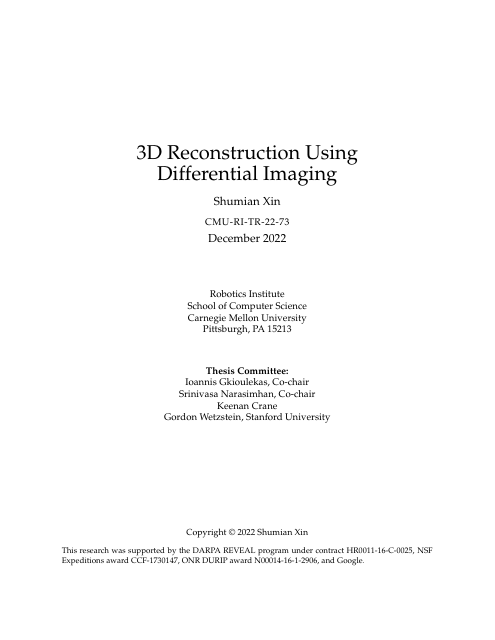 3D Reconstruction Using
Differential Imaging
Shumian Xin
CMU-RI-TR-22-73
December 2022
Robotics Institute
School of Computer Science
Carnegie Mellon University
Pittsburgh, PA 15213
Thesis Committee:
Ioannis Gkioulekas, Co-chair
Srinivasa Narasimhan, Co-chair
Keenan Crane
Gordon Wetzstein, Stanford University
Copyright © 2022 Shumian Xin
This research was supported by the DARPA REVEAL program under contract HR0011-16-C-0025, NSF
Expeditions award CCF-1730147, ONR DURIP award N00014-16-1-2906, and Google.